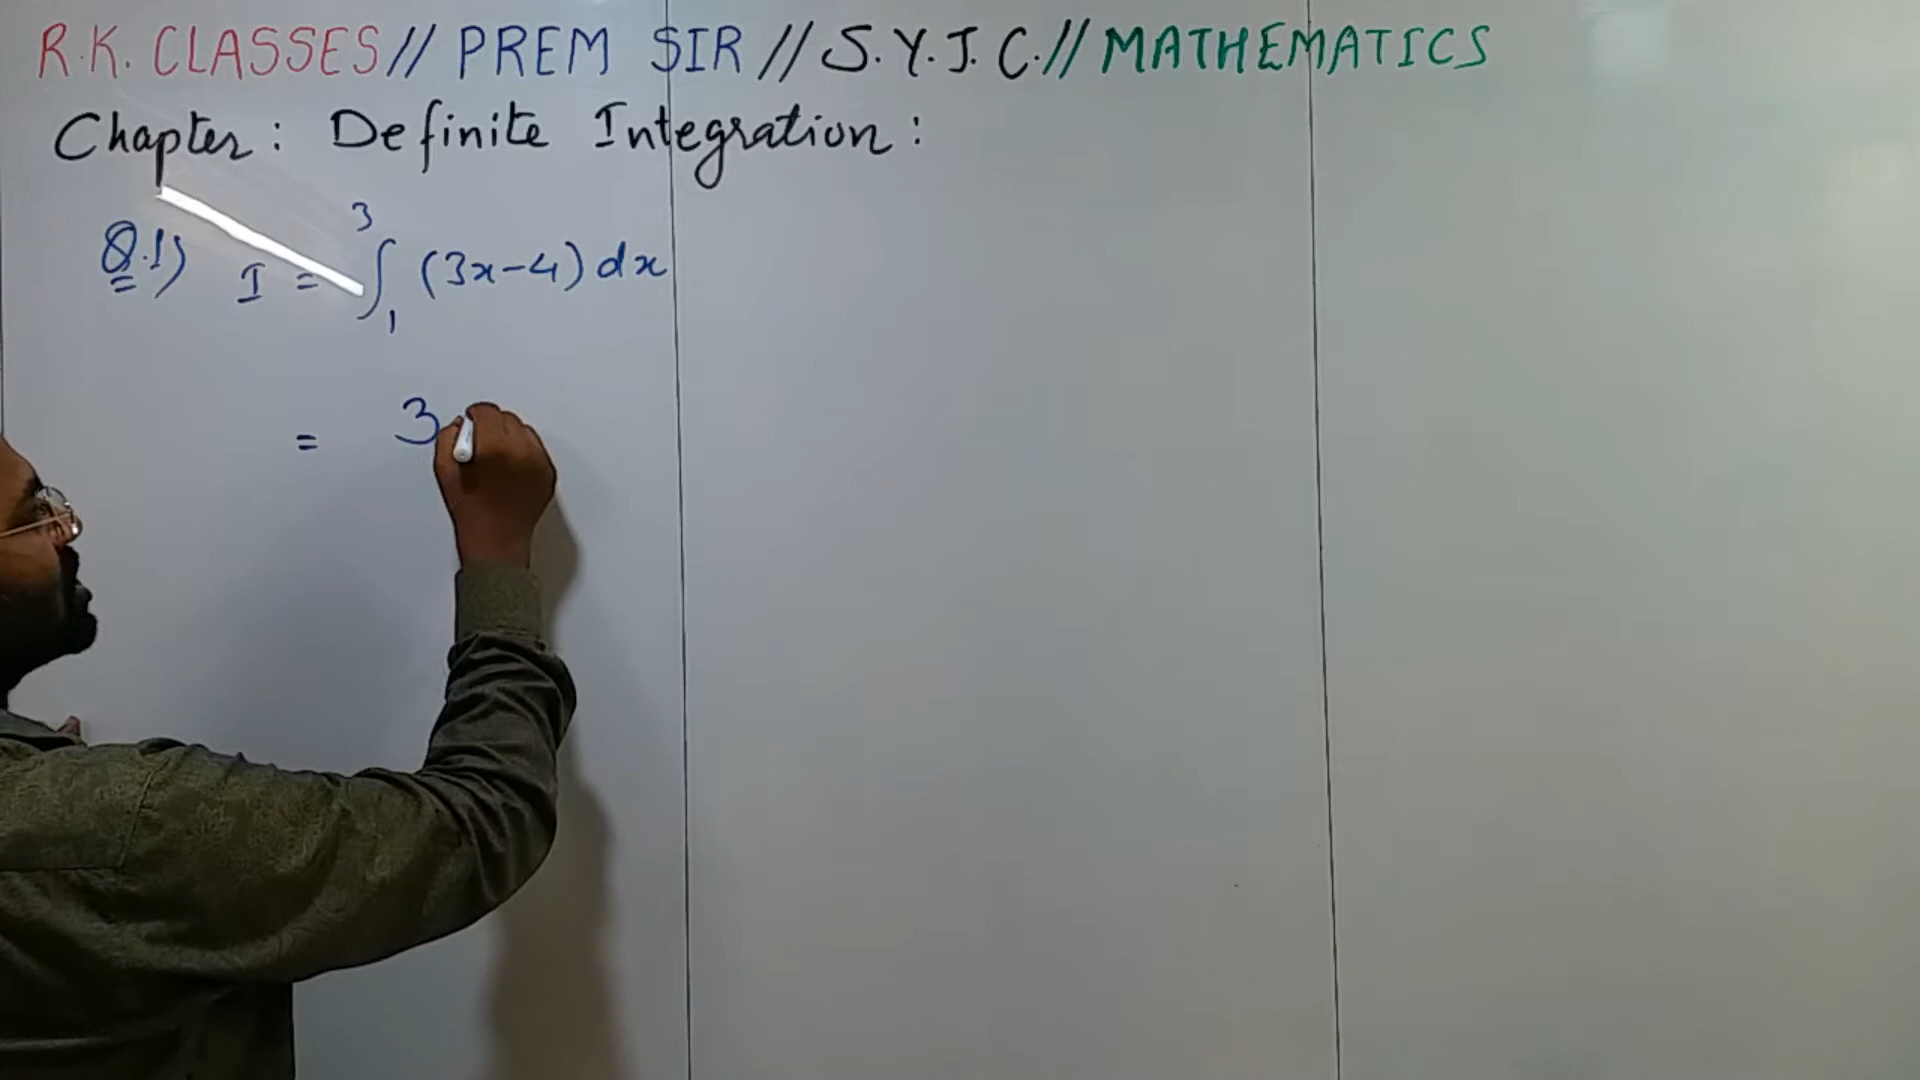 R.K. CLASSES // PREM SIR // S.Y.J.C. // MATHEMATICS
Chapter : Definite Integration :
Q.1) I = ∫₁³ (3x-4) dx
= 3